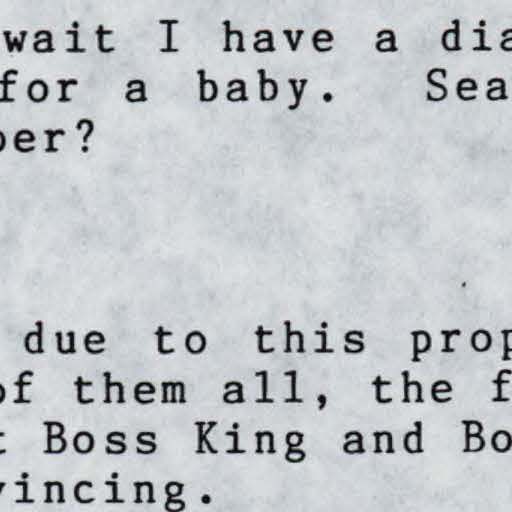 wait I have a dia
for a baby.  Sea
per?
due to this prop
of them all, the f
t Boss King and Bo
vincing.